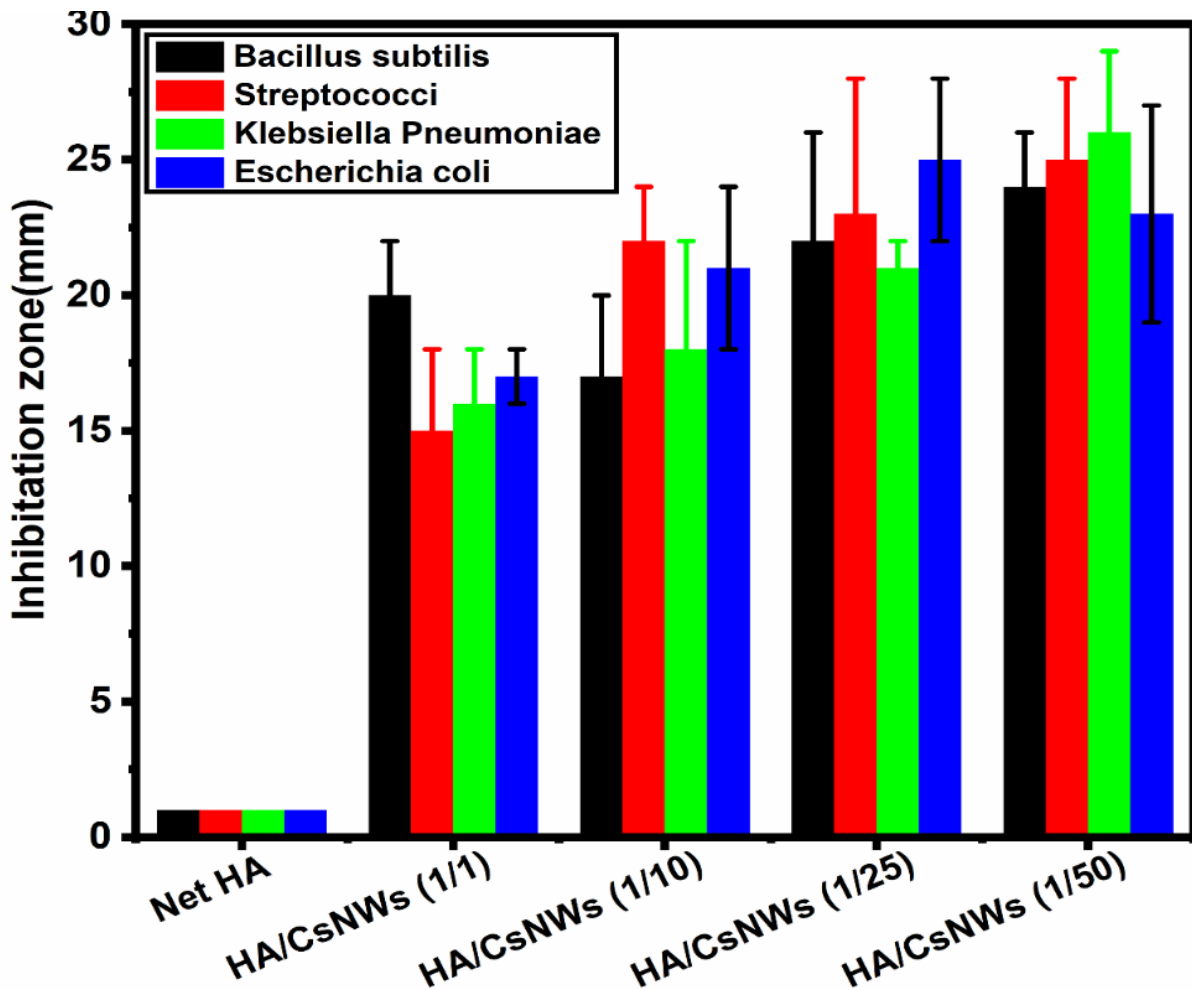 Bacillus subtilis
Streptococci
Klebsiella Pneumoniae
Escherichia coli
Inhibitation zone(mm)
30
25
20
15
10
5
0
Net HA
HA/CsNWs (1/1)
HA/CsNWs (1/10)
HA/CsNWs (1/25)
HA/CsNWs (1/50)